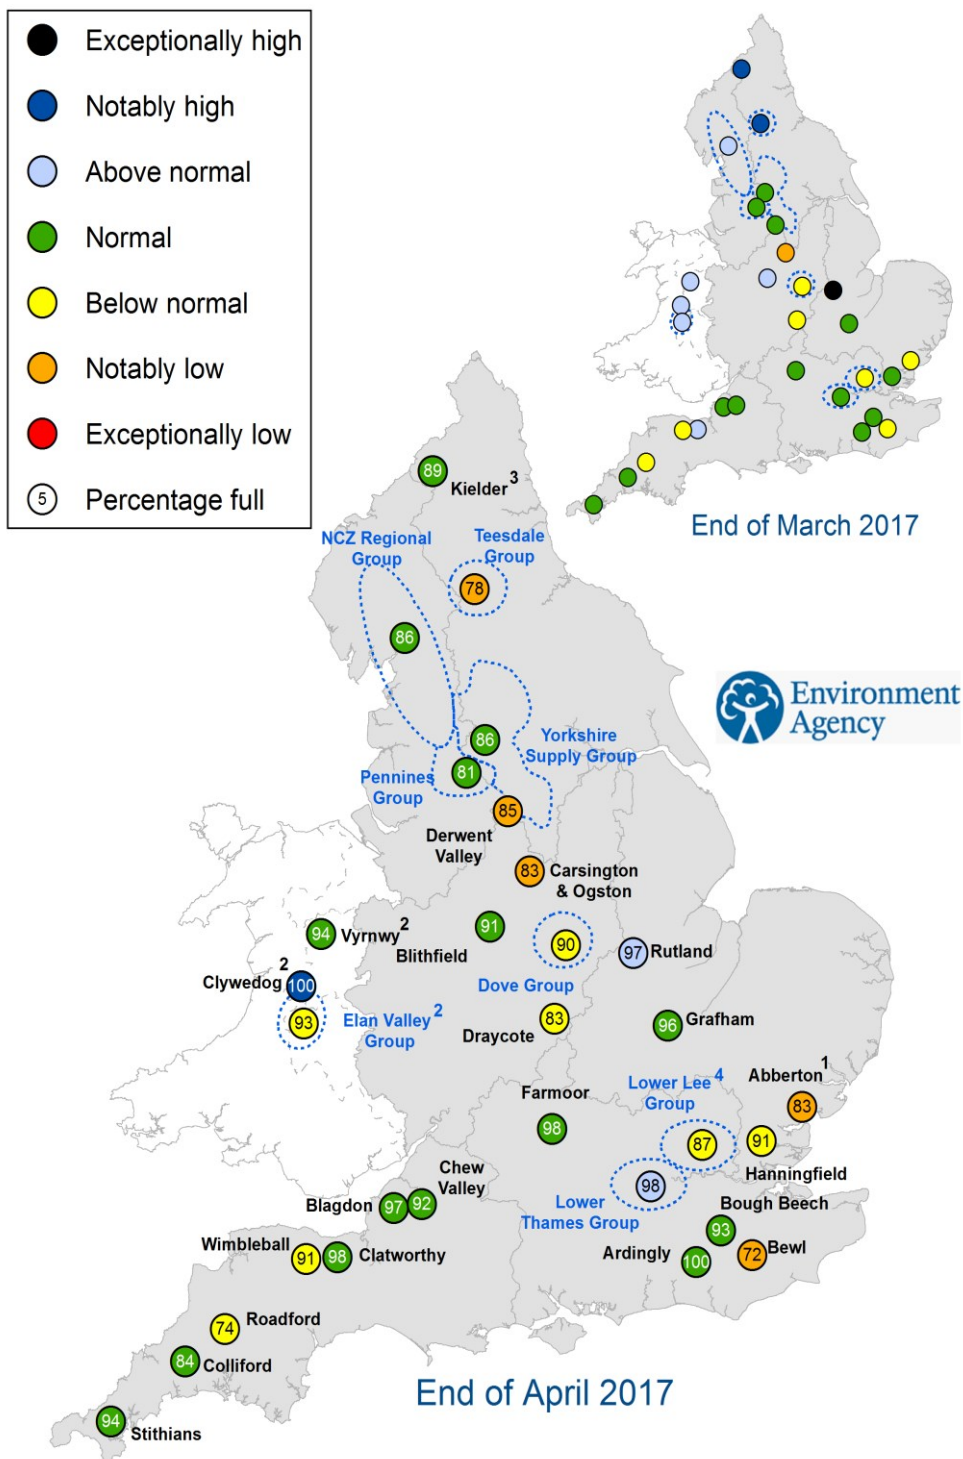 Exceptionally high
Notably high
Above normal
Normal
Below normal
Notably low
Exceptionally low
5 Percentage full
End of March 2017
89
Kielder3
NCZ Regional
Group
Teesdale
Group
78
86
Environment
Agency
86
Yorkshire
Supply Group
81
Pennines
Group
85
Derwent
Valley
83
Carsington
& Ogston
94
Vyrnwy2
91
Blithfield
90
Dove Group
97
Rutland
Clywedog2
100
93
Elan Valley2
Group
83
Draycote
96
Grafham
Abberton1
83
Farmoor
98
Lower Lee4
Group
87
91
Hanningfield
Chew
Valley
Blagdon
97
92
98
Lower
Thames Group
Bough Beech
93
Wimbleball
91
98
Clatworthy
Ardingly
100
72
Bewl
74
Roadford
84
Colliford
End of April 2017
94
Stithians